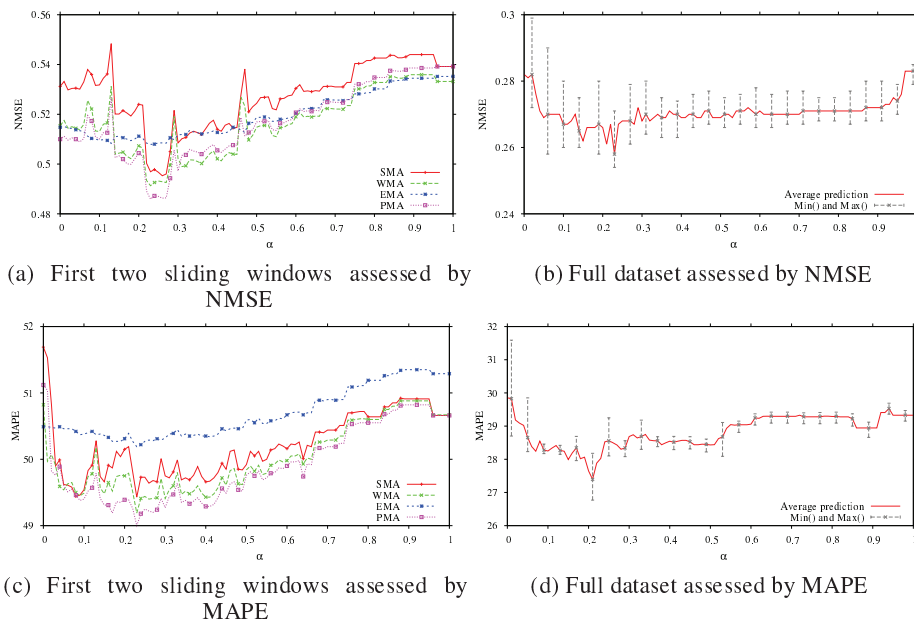 0.56
0.54
0.52
0.5
0.48
NMSE
0 0.1 0.2 0.3 0.4 0.5 0.6 0.7 0.8 0.9 1
α
SMA
WMA
EMA
PMA
(a) First two sliding windows assessed by
NMSE
0.3
0.28
0.26
0.24
NMSE
0 0.1 0.2 0.3 0.4 0.5 0.6 0.7 0.8 0.9 1
α
Average prediction
Min() and Max()
(b) Full dataset assessed by NMSE
52
51
50
49
MAPE
0 0.1 0.2 0.3 0.4 0.5 0.6 0.7 0.8 0.9 1
α
SMA
WMA
EMA
PMA
(c) First two sliding windows assessed by
MAPE
32
31
30
29
28
27
26
MAPE
0 0.1 0.2 0.3 0.4 0.5 0.6 0.7 0.8 0.9 1
α
Average prediction
Min() and Max()
(d) Full dataset assessed by MAPE